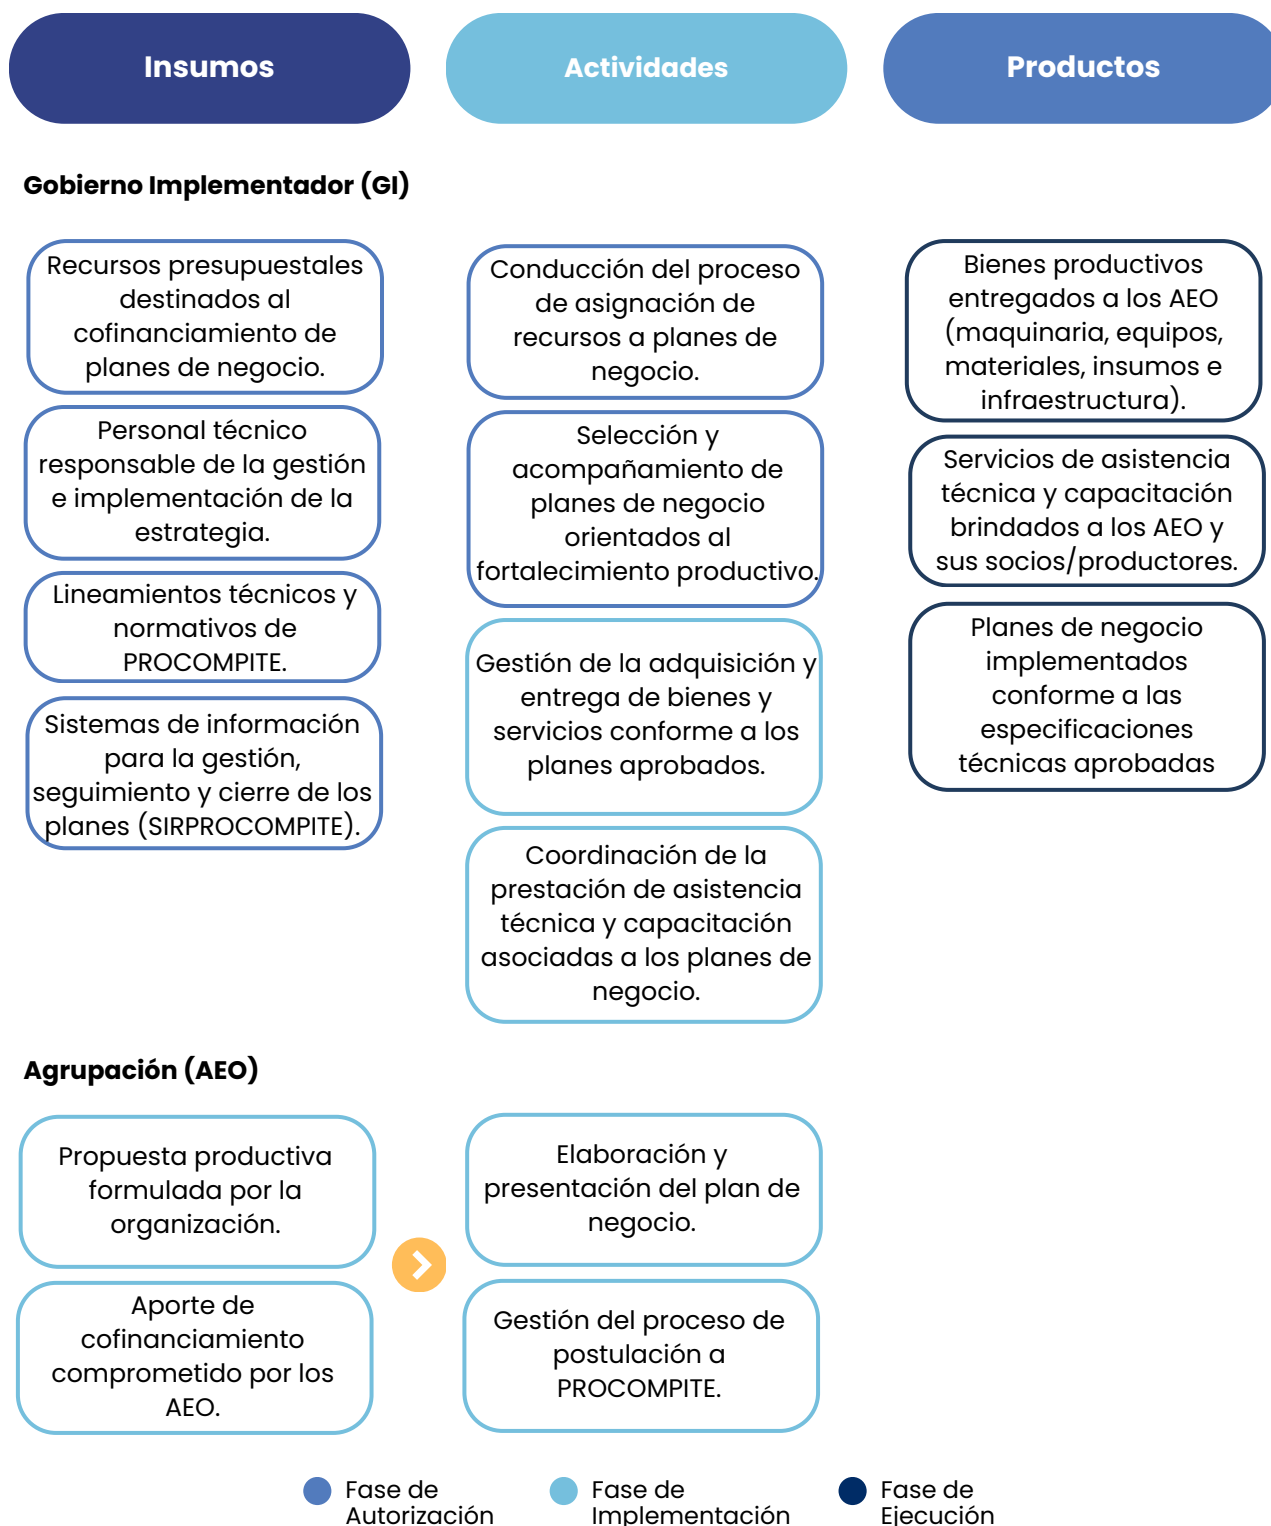 Insumos
Actividades
Productos
Gobierno Implementador (GI)
Recursos presupuestales
destinados al
cofinanciamiento de
planes de negocio.
Personal técnico
responsable de la gestión
e implementación de la
estrategia.
Lineamientos técnicos y
normativos de
PROCOMPITE.
Sistemas de información
para la gestión,
seguimiento y cierre de los
planes (SIRPROCOMPITE).
Conducción del proceso
de asignación de
recursos a planes de
negocio.
Selección y
acompañamiento de
planes de negocio
orientados al
fortalecimiento productivo.
Gestión de la adquisición y
entrega de bienes y
servicios conforme a los
planes aprobados.
Coordinación de la
prestación de asistencia
técnica y capacitación
asociadas a los planes de
negocio.
Bienes productivos
entregados a los AEO
(maquinaria, equipos,
materiales, insumos e
infraestructura).
Servicios de asistencia
técnica y capacitación
brindados a los AEO y
sus socios/productores.
Planes de negocio
implementados
conforme a las
especificaciones
técnicas aprobadas
Agrupación (AEO)
Propuesta productiva
formulada por la
organización.
Aporte de
cofinanciamiento
comprometido por los
AEO.
Elaboración y
presentación del plan de
negocio.
Gestión del proceso de
postulación a
PROCOMPITE.
Fase de
Autorización
Fase de
Implementación
Fase de
Ejecución